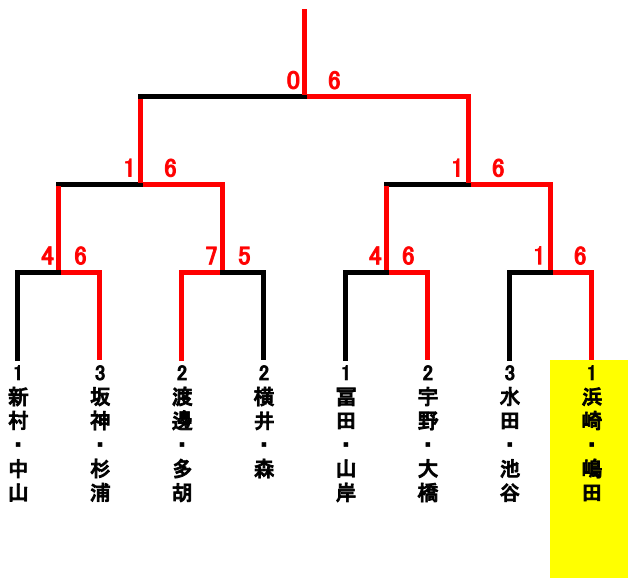 0 6
1 6
1 6
4 6
7 5
4 6
1 6
1
新村・中山
3
坂神・杉浦
2
渡邊・多胡
2
横井・森
1
冨田・山岸
2
宇野・大橋
3
水田・池谷
1
浜崎・嶋田